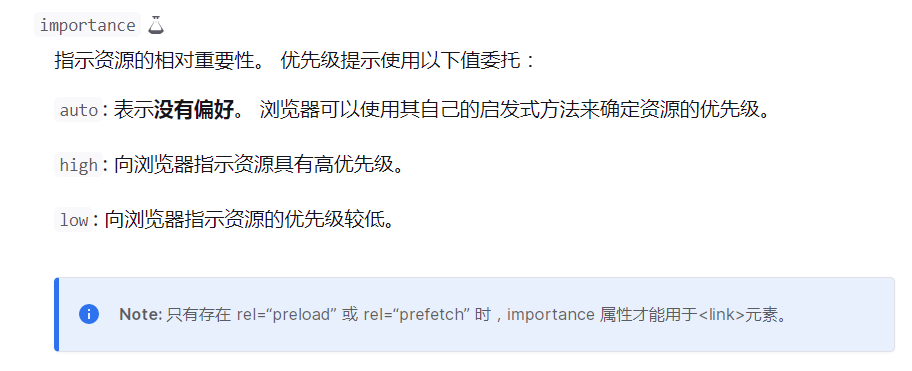 importance
指示资源的相对重要性。 优先级提示使用以下值委托：
auto: 表示没有偏好。 浏览器可以使用其自己的启发式方法来确定资源的优先级。
high: 向浏览器指示资源具有高优先级。
low: 向浏览器指示资源的优先级较低。
Note: 只有存在 rel=“preload” 或 rel=“prefetch” 时，importance 属性才能用于<link>元素。